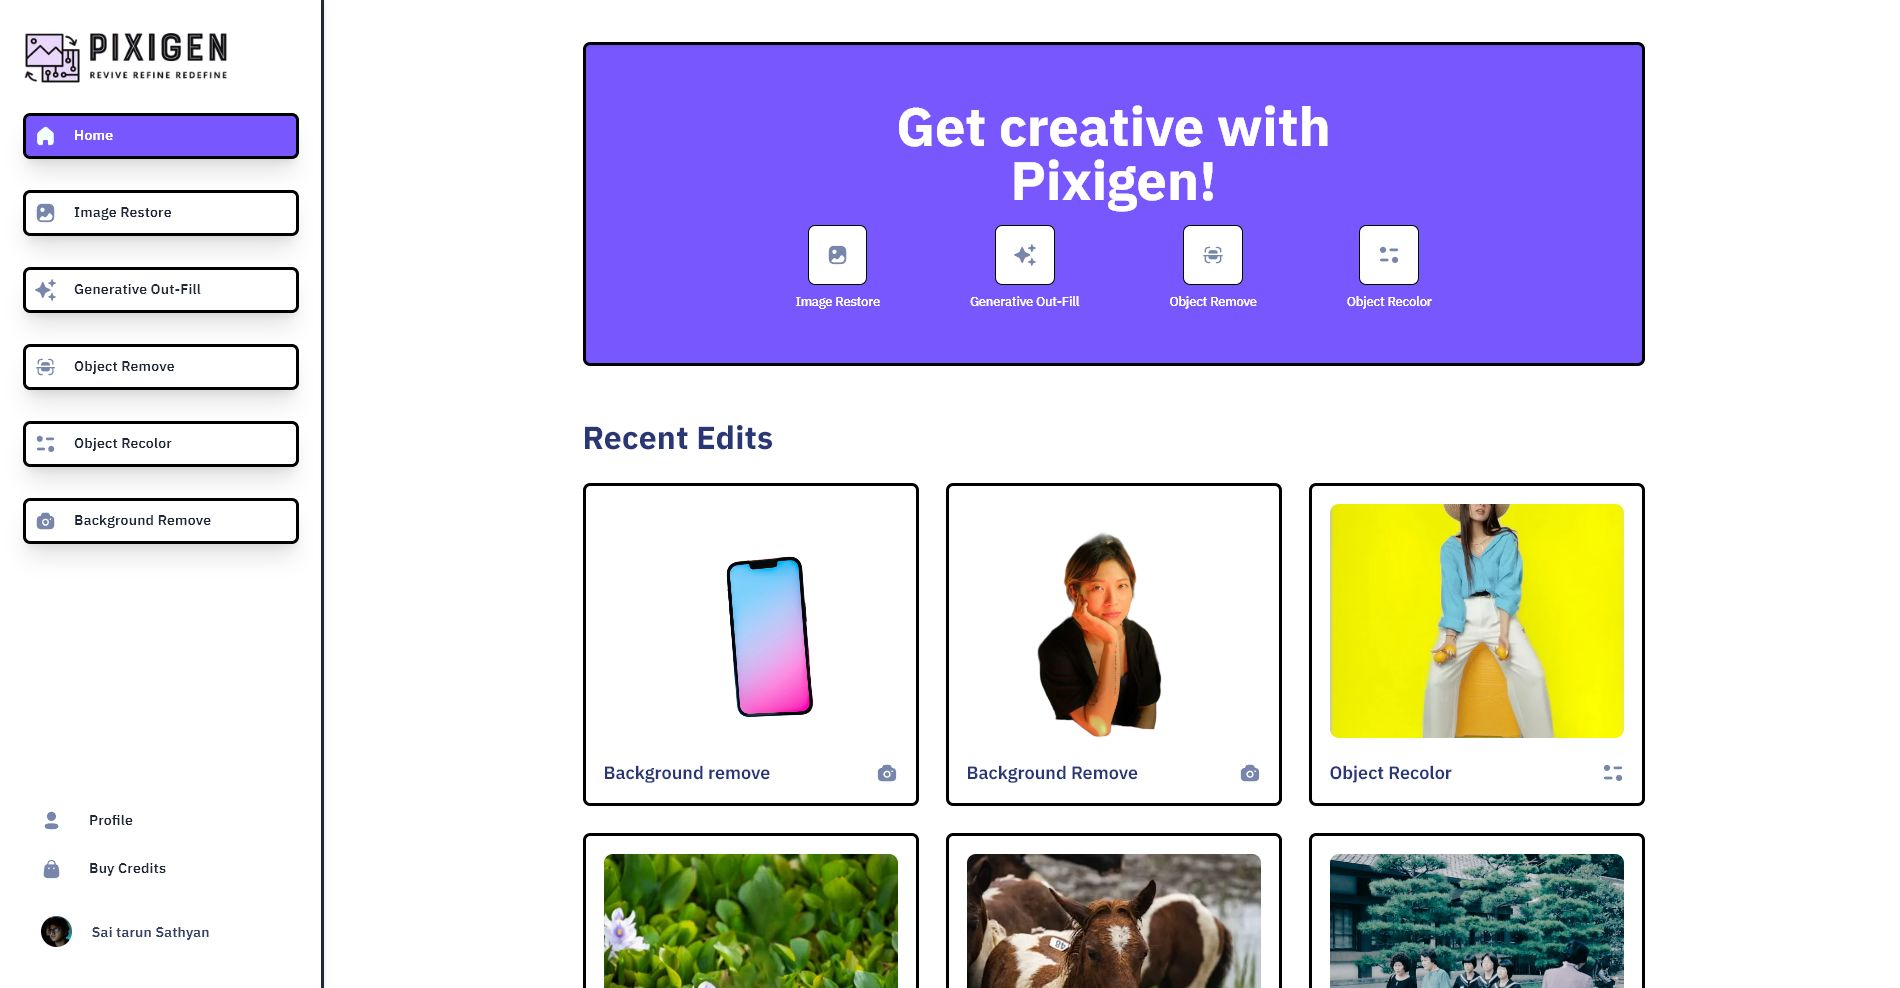 PIXIGEN
REVIVE REFINE REDEFINE
Home
Image Restore
Generative Out-Fill
Object Remove
Object Recolor
Background Remove
Profile
Buy Credits
Sai tarun Sathyan
Get creative with
Pixigen!
Image Restore
Generative Out-Fill
Object Remove
Object Recolor
Recent Edits
Background remove
Background Remove
Object Recolor
48